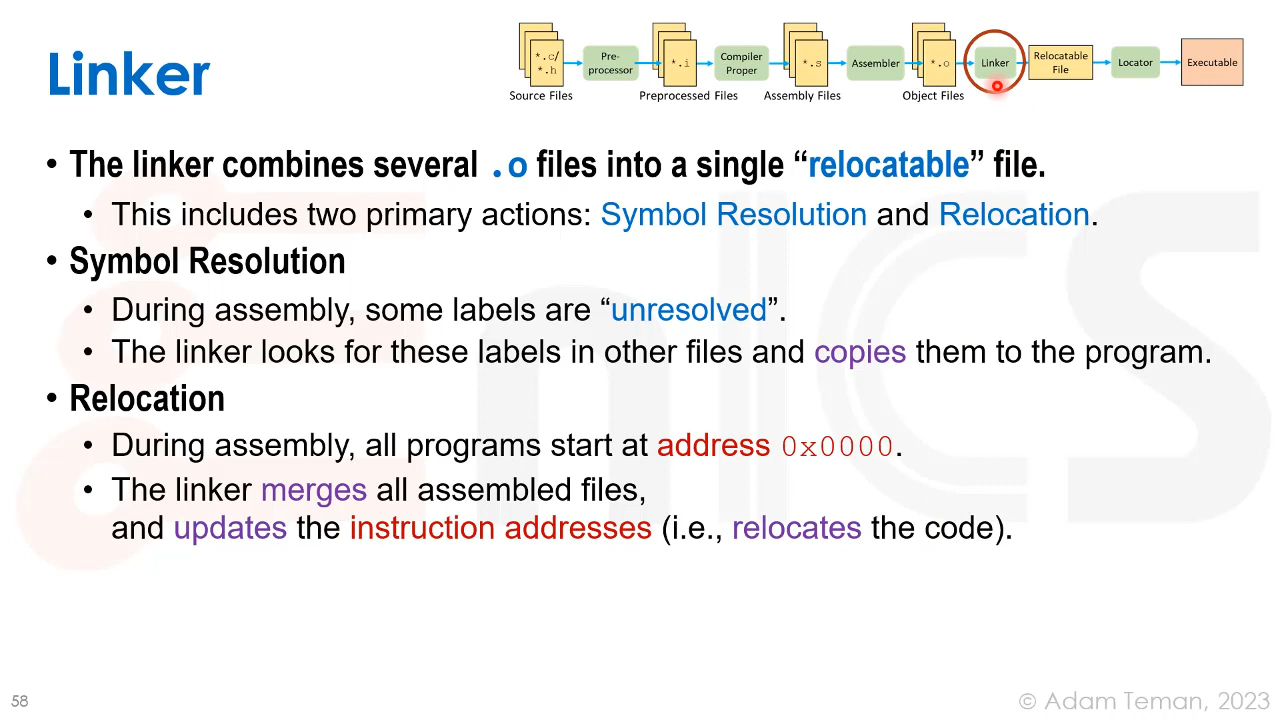 Linker
*.c/
*.h
Source Files
Pre-
processor
*.i
Preprocessed Files
Compiler
Proper
*.s
Assembly Files
Assembler
*.o
Object Files
Linker
Relocatable
File
Locator
Executable
• The linker combines several .o files into a single “relocatable” file.
• This includes two primary actions: Symbol Resolution and Relocation.
• Symbol Resolution
• During assembly, some labels are “unresolved”.
• The linker looks for these labels in other files and copies them to the program.
• Relocation
• During assembly, all programs start at address 0x0000.
• The linker merges all assembled files,
and updates the instruction addresses (i.e., relocates the code).
EnICS
58
© Adam Teman, 2023